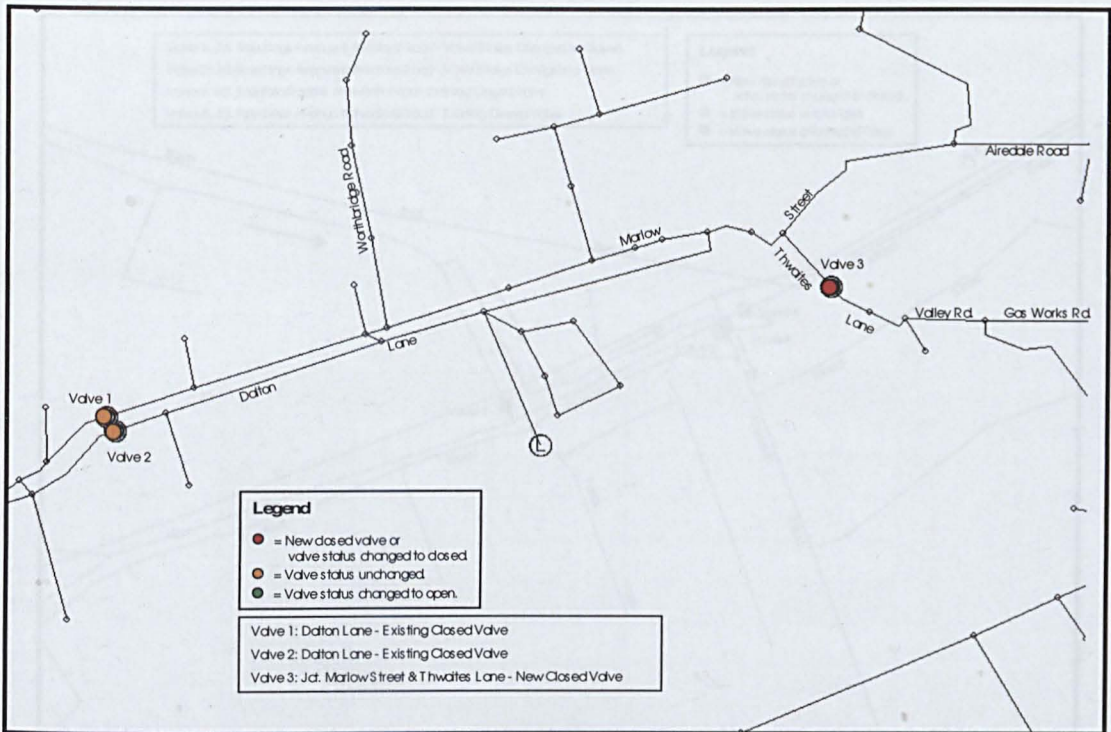 Airedale Road
Worthbridge Road
Street
Marlow
Thwaites
Valve 3
Lane
Valley Rd.
Gas Works Rd.
Lane
Dalton
Valve 1
Valve 2
Legend
= New closed valve or
valve status changed to closed.
= Valve status unchanged.
= Valve status changed to open.
L
Valve 1: Dalton Lane - Existing Closed Valve
Valve 2: Dalton Lane - Existing Closed Valve
Valve 3: Jct. Marlow Street & Thwaites Lane - New Closed Valve